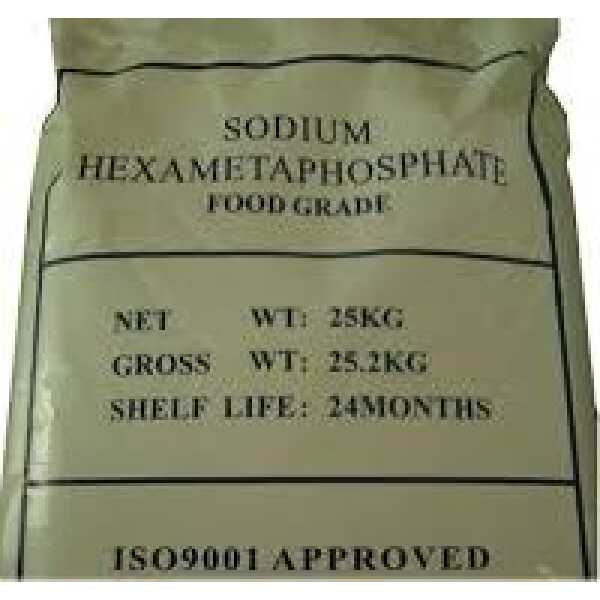 SODIUM
HEXAMETAPHOSPHATE
FOOD GRADE
NET WT: 25KG
GROSS WT: 25.2KG
SHELF LIFE: 24MONTHS
ISO9001 APPROVED